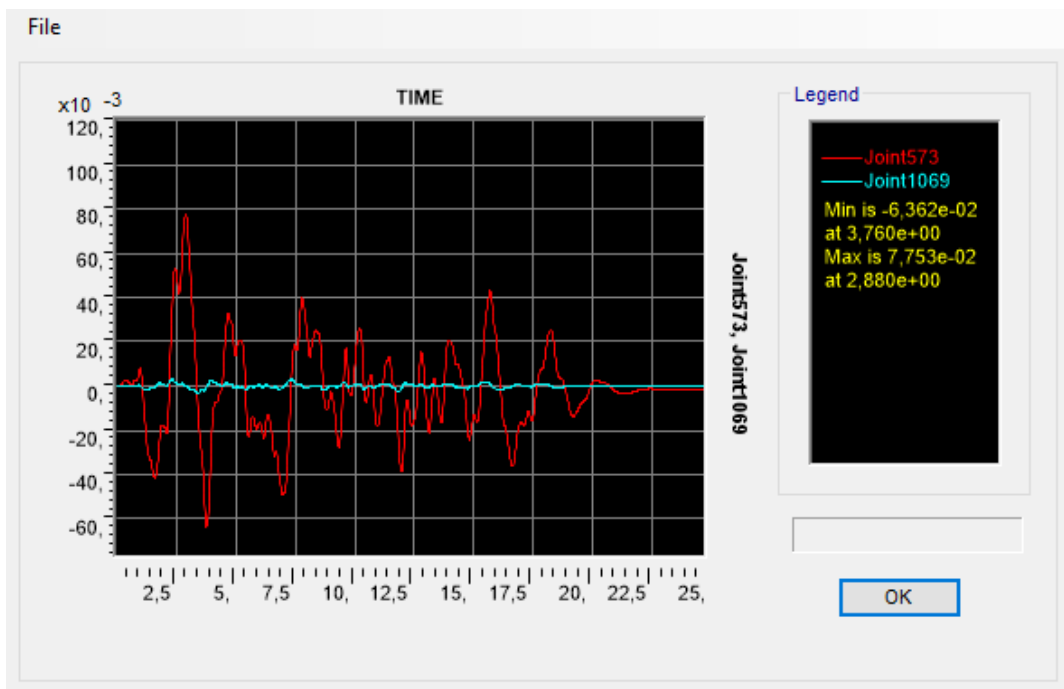 File
x10 -3
TIME
120,
100,
80,
60,
40,
20,
0,
-20,
-40,
-60,
2,5 5, 7,5 10, 12,5 15, 17,5 20, 22,5 25,
Joint573, Joint1069
Legend
Joint573
Joint1069
Min is -6,362e-02
at 3,760e+00
Max is 7,753e-02
at 2,880e+00
OK